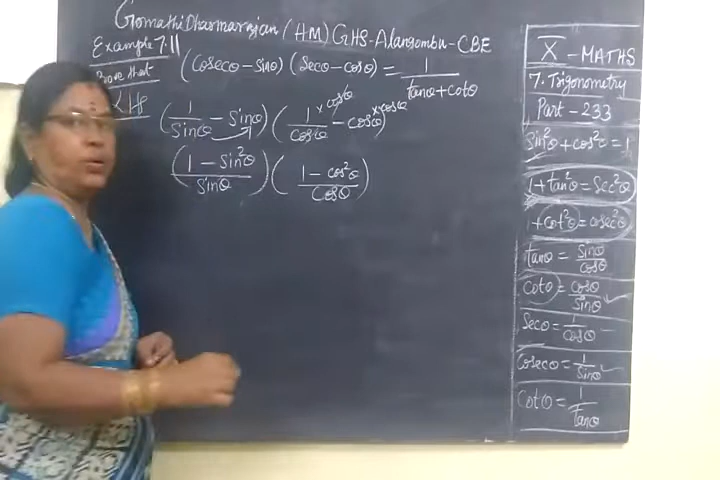 Gomathi Dharmarajan (HM) GHS-Alangombu-CBE
Example 7.11
Prove that (Cosecθ - sinθ) (Secθ - cosθ) = 1/(tanθ + cotθ)
LHS (1/Sinθ - Sinθ) (1/cosθ × cosθ - cosθ × cosθ)
((1 - Sin²θ)/Sinθ) ((1 - cos²θ)/Cosθ)
X - MATHS
7. Trigonometry
Part - 233
Sin²θ + cos²θ = 1
1 + tan²θ = Sec²θ
1 + cot²θ = cosec²θ
tanθ = Sinθ/cosθ
Cotθ = cosθ/Sinθ
Secθ = 1/cosθ
Cosecθ = 1/Sinθ
Cotθ = 1/Tanθ